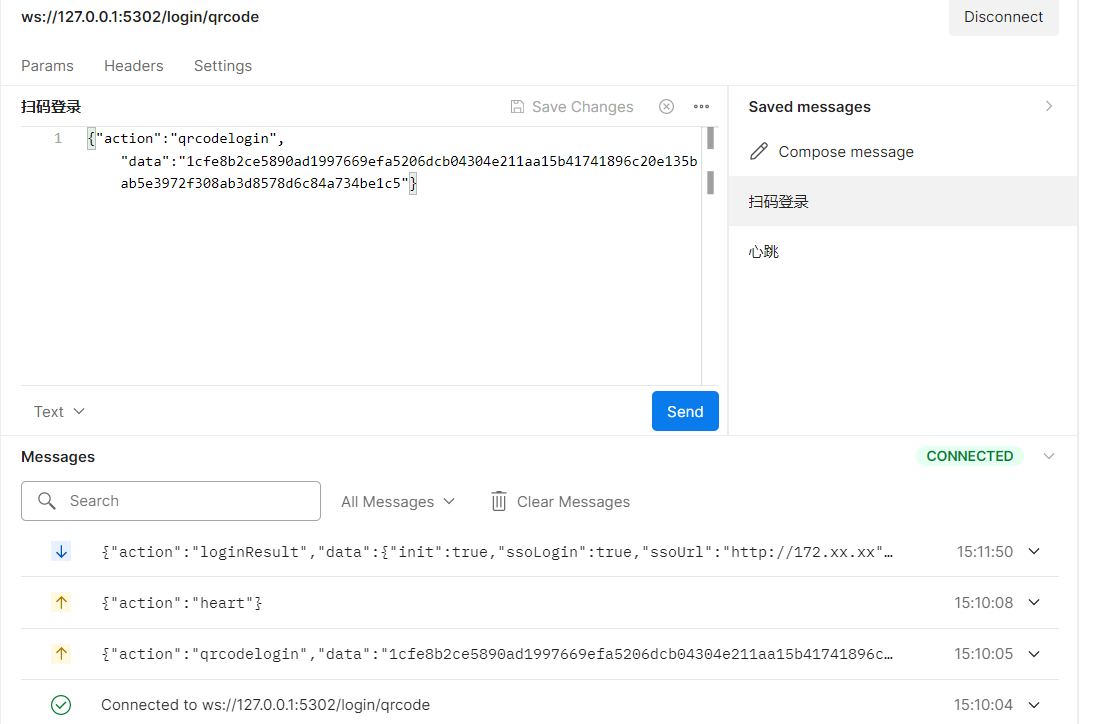 ws://127.0.0.1:5302/login/qrcode
Disconnect
Params Headers Settings
扫码登录
Save Changes
Saved messages
1 {"action":"qrcodelogin",
"data":"1cfe8b2ce5890ad1997669efa5206dcb04304e211aa15b41741896c20e135b
ab5e3972f308ab3d8578d6c84a734be1c5"}
Compose message
扫码登录
心跳
Text
Send
Messages
CONNECTED
Search
All Messages
Clear Messages
{"action":"loginResult","data":{"init":true,"ssoLogin":true,"ssoUrl":"http://172.xx.xx"… 15:11:50
{"action":"heart"} 15:10:08
{"action":"qrcodelogin","data":"1cfe8b2ce5890ad1997669efa5206dcb04304e211aa15b41741896c… 15:10:05
Connected to ws://127.0.0.1:5302/login/qrcode 15:10:04